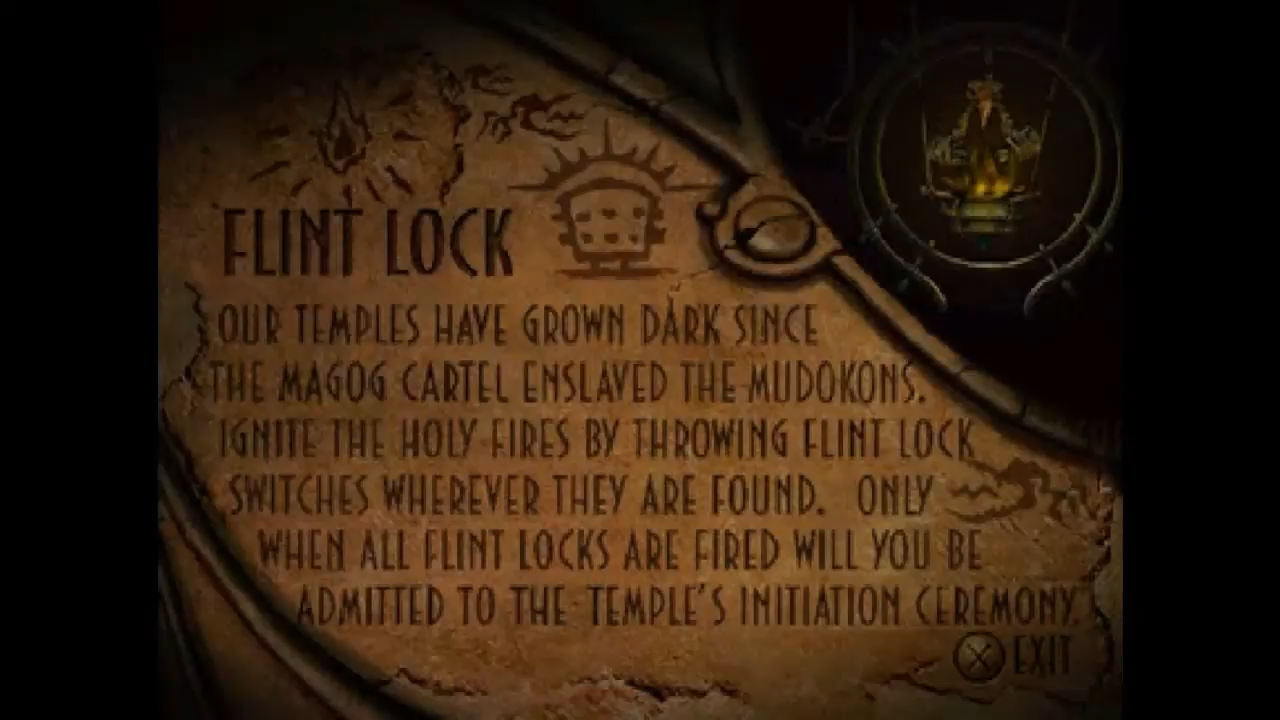 FLINT LOCK
OUR TEMPLES HAVE GROWN DARK SINCE
THE MAGOG CARTEL ENSLAVED THE MUDOKONS.
IGNITE THE HOLY FIRES BY THROWING FLINT LOCK
SWITCHES WHEREVER THEY ARE FOUND. ONLY
WHEN ALL FLINT LOCKS ARE FIRED WILL YOU BE
ADMITTED TO THE TEMPLE'S INITIATION CEREMONY.
X EXIT